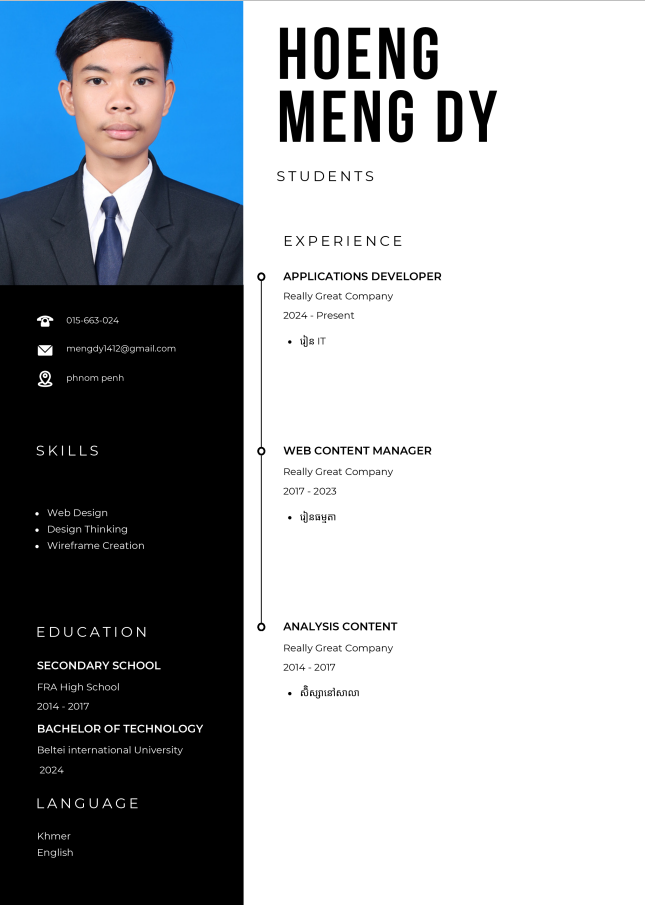 HOENG
MENG DY
STUDENTS
015-663-024
mengdy1412@gmail.com
phnom penh
SKILLS
Web Design
Design Thinking
Wireframe Creation
EDUCATION
SECONDARY SCHOOL
FRA High School
2014 - 2017
BACHELOR OF TECHNOLOGY
Beltei international University
2024
LANGUAGE
Khmer
English
EXPERIENCE
APPLICATIONS DEVELOPER
Really Great Company
2024 - Present
រៀន IT
WEB CONTENT MANAGER
Really Great Company
2017 - 2023
រៀនធម្មតា
ANALYSIS CONTENT
Really Great Company
2014 - 2017
សិស្សានៅសាលា